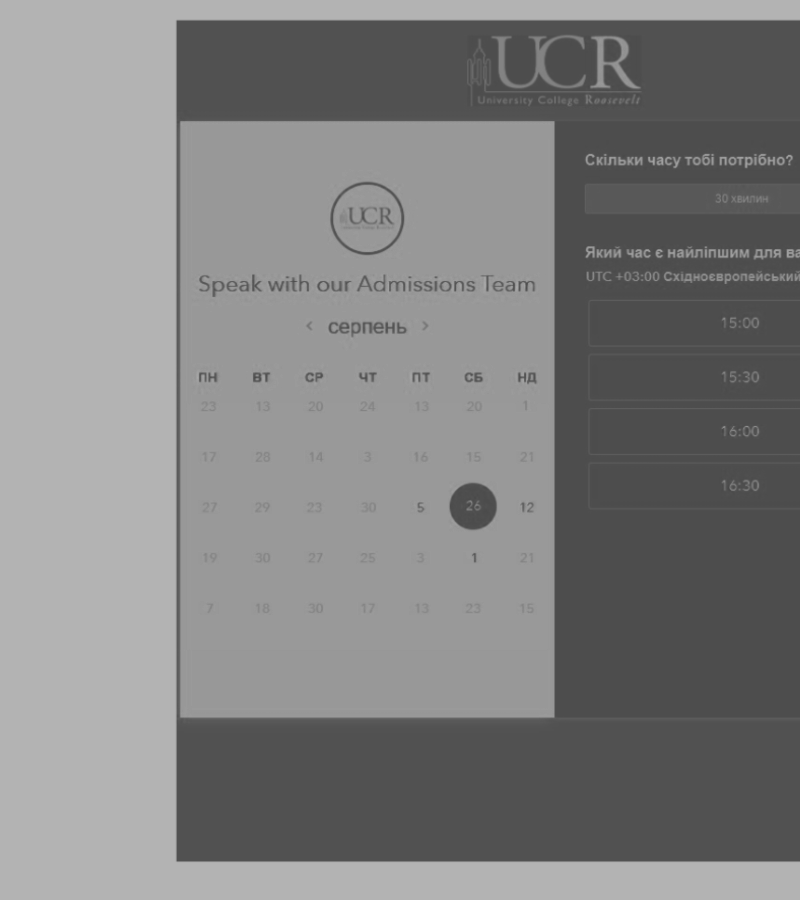 UCR
University College Roosevelt
UCR
Speak with our Admissions Team
‹ серпень ›
ПН ВТ СР ЧТ ПТ СБ НД
23 13 20 24 13 20 1
17 28 14 3 16 15 21
27 29 23 30 5 26 12
19 30 27 25 3 1 21
7 18 30 17 13 23 15
Скільки часу тобі потрібно?
30 хвилин
Який час є найліпшим для ва
UTC +03:00 Східноєвропейський
15:00
15:30
16:00
16:30